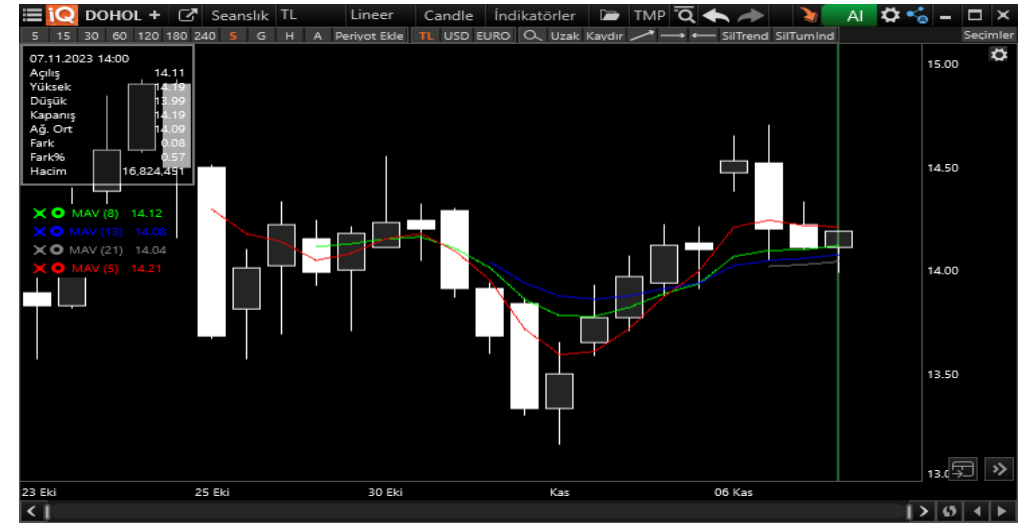 iQ DOHOL + Seanslık TL Lineer Candle İndikatörler TMP AI
5 15 30 60 120 180 240 S G H A Periyot Ekle TL USD EURO Uzak Kaydır SilTrend SilTumInd Seçimler
07.11.2023 14:00
Açılış 14.11
Yüksek 14.19
Düşük 13.99
Kapanış 14.19
Ağ. Ort 14.09
Fark 0.08
Fark% 0.57
Hacim 16,824,451
MAV (8) 14.12
MAV (13) 14.08
MAV (21) 14.04
MAV (5) 14.21
15.00
14.50
14.00
13.50
13.0
23 Eki 25 Eki 30 Eki Kas 06 Kas